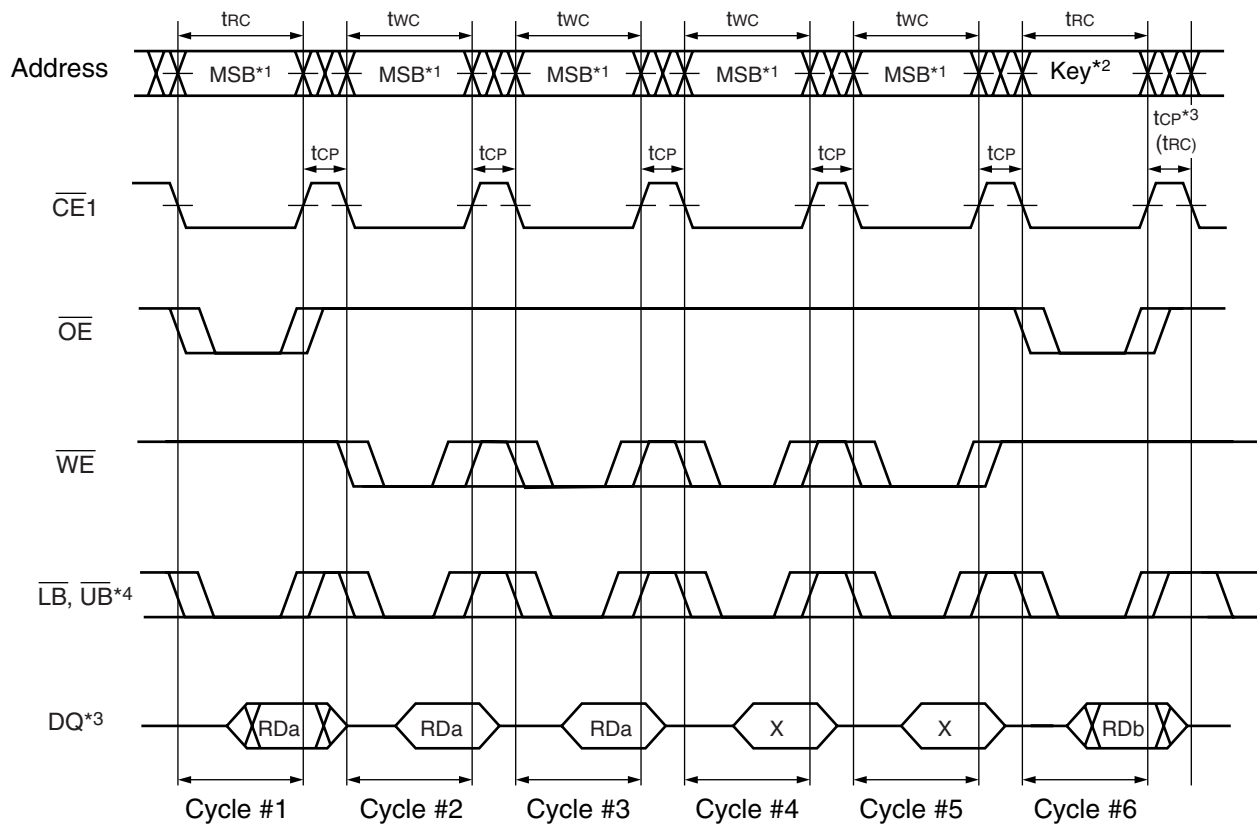 tRC tWC tWC tWC tWC tRC
Address MSB*1 MSB*1 MSB*1 MSB*1 MSB*1 Key*2
tCP*3
(tRC)
tCP tCP tCP tCP tCP
CE1
OE
WE
LB, UB*4
DQ*3 RDa RDa RDa X X RDb
Cycle #1 Cycle #2 Cycle #3 Cycle #4 Cycle #5 Cycle #6